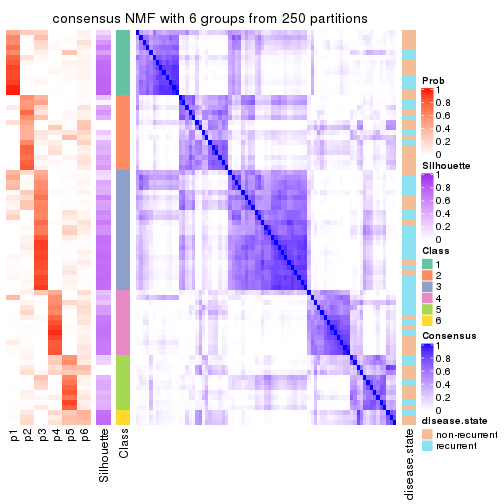 consensus NMF with 6 groups from 250 partitions
Prob
1
0.8
0.6
0.4
0.2
0
Silhouette
1
0.8
0.6
0.4
0.2
0
Class
1
2
3
4
5
6
Consensus
1
0.8
0.6
0.4
0.2
0
disease.state
non-recurrent
recurrent
p1
p2
p3
p4
p5
p6
Silhouette
Class
disease.state